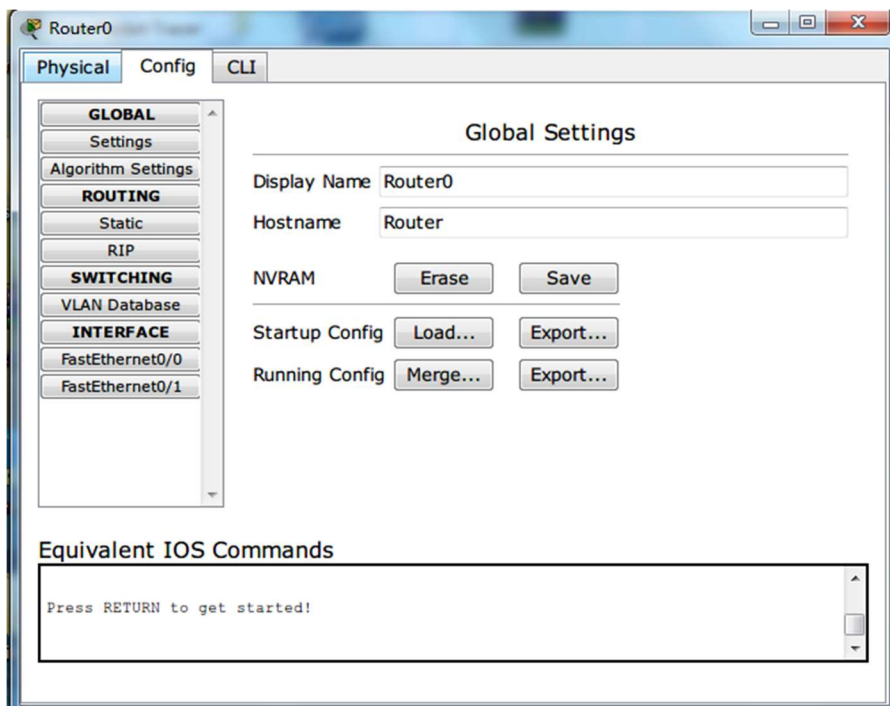 Router0
Physical Config CLI
GLOBAL
Settings
Algorithm Settings
ROUTING
Static
RIP
SWITCHING
VLAN Database
INTERFACE
FastEthernet0/0
FastEthernet0/1
Global Settings
Display Name Router0
Hostname Router
NVRAM Erase Save
Startup Config Load... Export...
Running Config Merge... Export...
Equivalent IOS Commands
Press RETURN to get started!